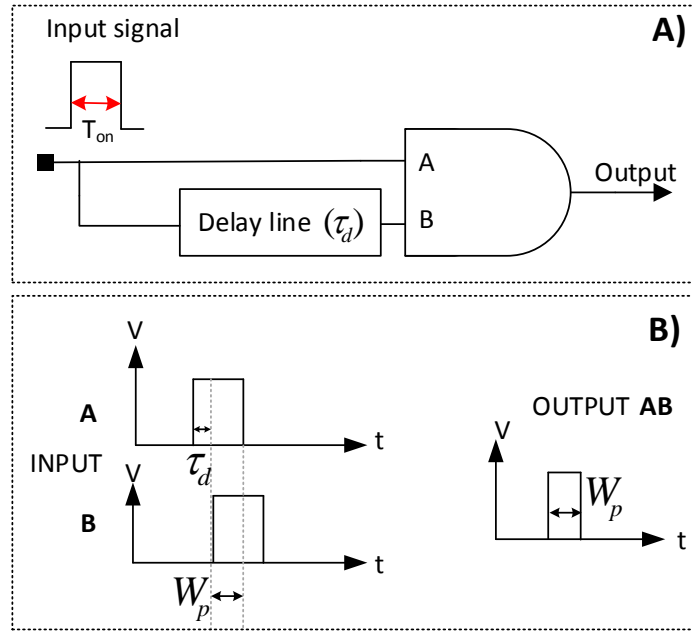 Input signal
A)
Ton
A
Output
Delay line (τd)
B
B)
V
A
t
OUTPUT AB
INPUT
τd
V
V
Wp
B
t
t
Wp